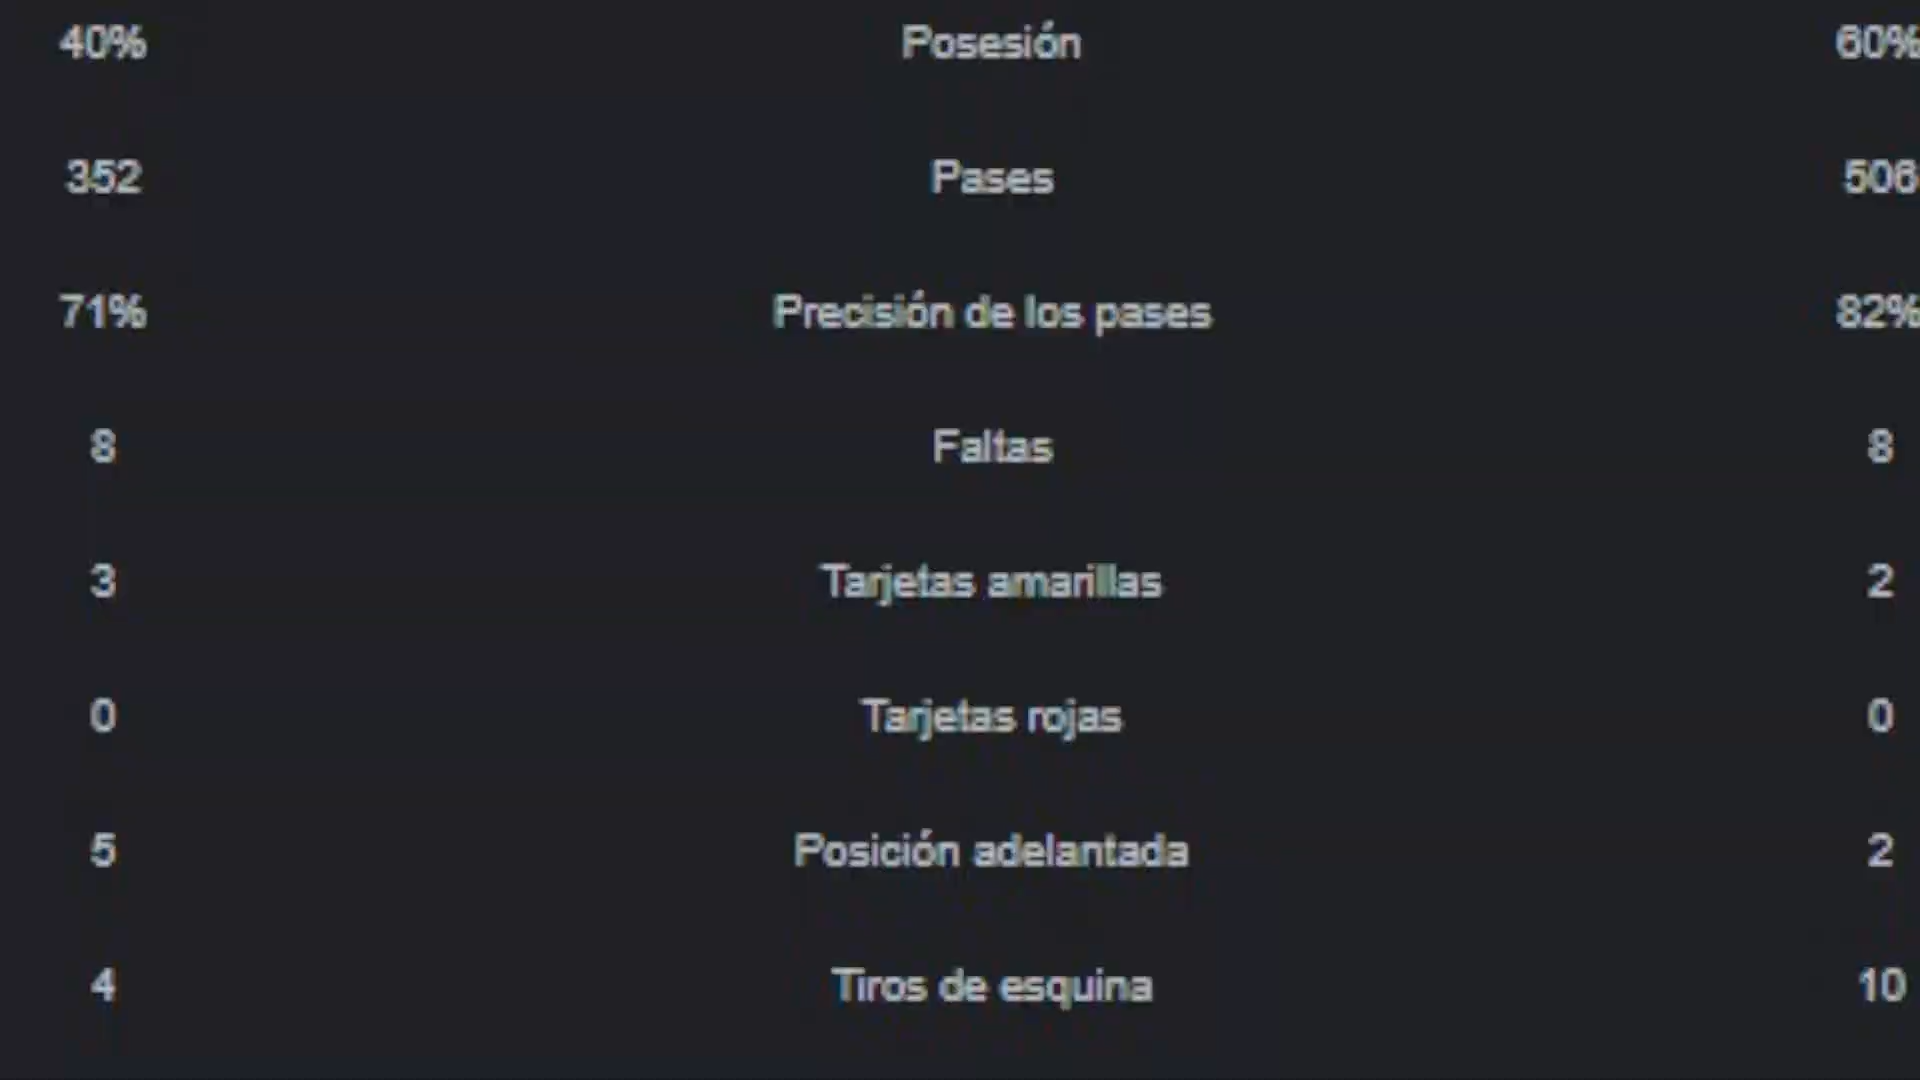 40% Posesión 60%
352 Pases 506
71% Precisión de los pases 82%
8 Faltas 8
3 Tarjetas amarillas 2
0 Tarjetas rojas 0
5 Posición adelantada 2
4 Tiros de esquina 10